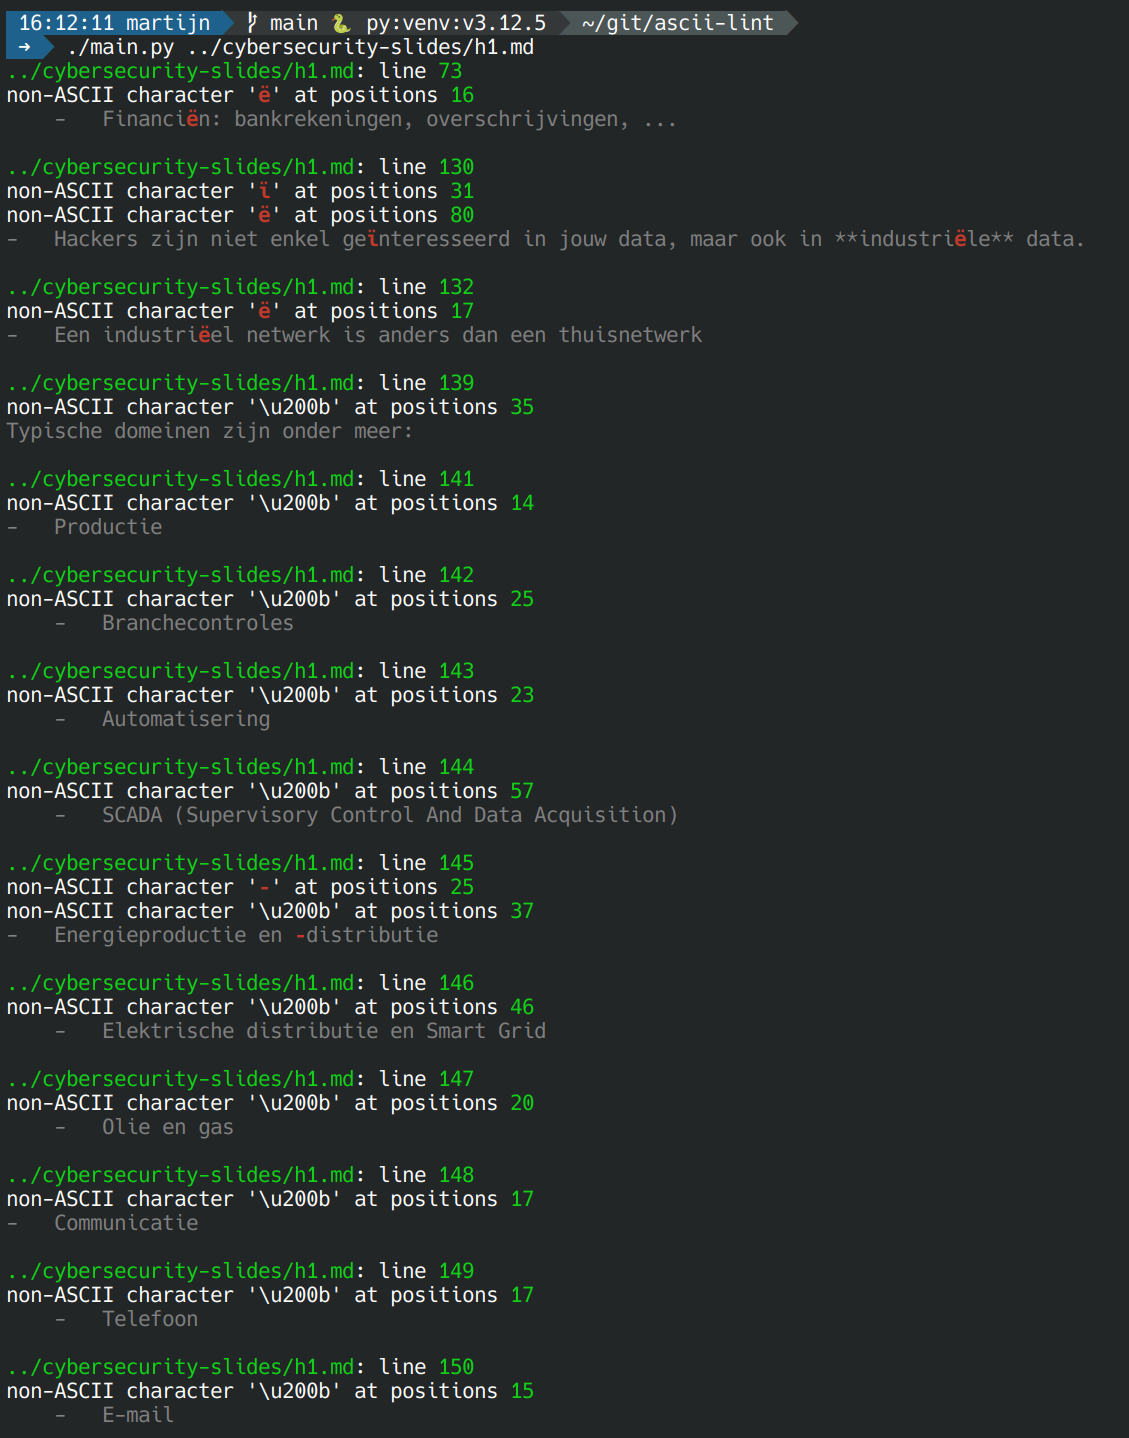 16:12:11 martijn main 🐍 py:venv:v3.12.5 ~/git/ascii-lint
➜ ./main.py ../cybersecurity-slides/h1.md
../cybersecurity-slides/h1.md: line 73
non-ASCII character 'ë' at positions 16
    -   Financiën: bankrekeningen, overschrijvingen, ...

../cybersecurity-slides/h1.md: line 130
non-ASCII character 'ï' at positions 31
non-ASCII character 'ë' at positions 80
-   Hackers zijn niet enkel geïnteresseerd in jouw data, maar ook in **industriële** data.

../cybersecurity-slides/h1.md: line 132
non-ASCII character 'ë' at positions 17
-   Een industriëel netwerk is anders dan een thuisnetwerk

../cybersecurity-slides/h1.md: line 139
non-ASCII character '\u200b' at positions 35
Typische domeinen zijn onder meer:

../cybersecurity-slides/h1.md: line 141
non-ASCII character '\u200b' at positions 14
-   Productie

../cybersecurity-slides/h1.md: line 142
non-ASCII character '\u200b' at positions 25
    -   Branchecontroles

../cybersecurity-slides/h1.md: line 143
non-ASCII character '\u200b' at positions 23
    -   Automatisering

../cybersecurity-slides/h1.md: line 144
non-ASCII character '\u200b' at positions 57
    -   SCADA (Supervisory Control And Data Acquisition)

../cybersecurity-slides/h1.md: line 145
non-ASCII character '‑' at positions 25
non-ASCII character '\u200b' at positions 37
-   Energieproductie en ‑distributie

../cybersecurity-slides/h1.md: line 146
non-ASCII character '\u200b' at positions 46
    -   Elektrische distributie en Smart Grid

../cybersecurity-slides/h1.md: line 147
non-ASCII character '\u200b' at positions 20
    -   Olie en gas

../cybersecurity-slides/h1.md: line 148
non-ASCII character '\u200b' at positions 17
-   Communicatie

../cybersecurity-slides/h1.md: line 149
non-ASCII character '\u200b' at positions 17
    -   Telefoon

../cybersecurity-slides/h1.md: line 150
non-ASCII character '\u200b' at positions 15
    -   E-mail